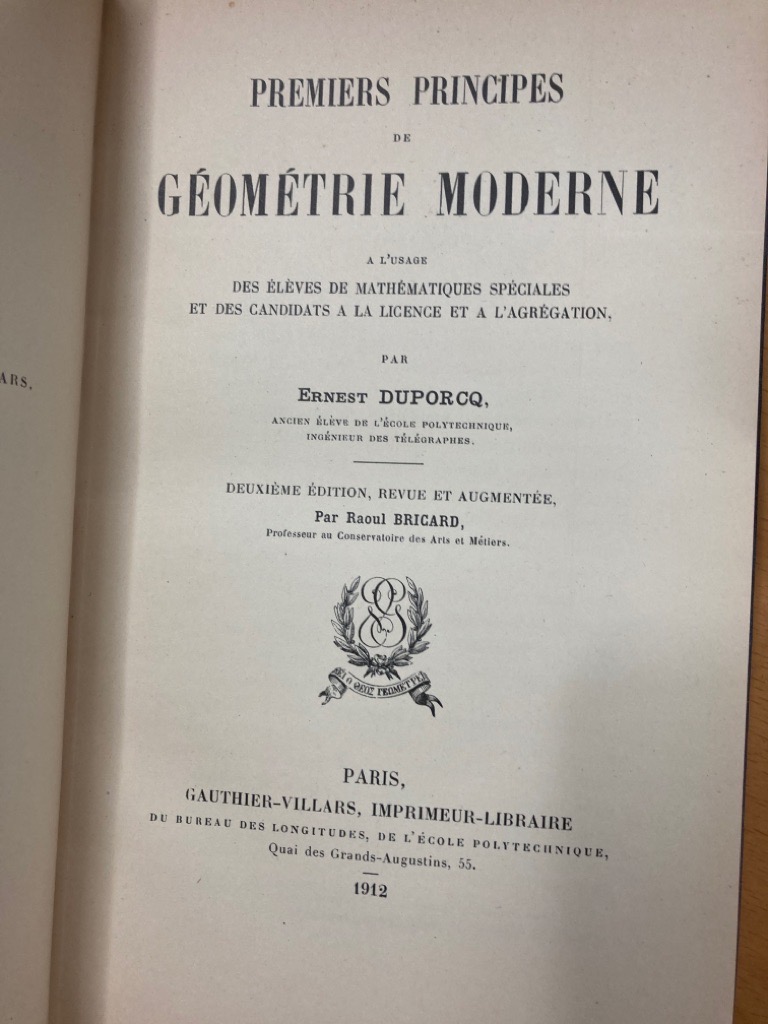 PREMIERS PRINCIPES
DE
GÉOMÉTRIE MODERNE
A L'USAGE
DES ÉLÈVES DE MATHÉMATIQUES SPÉCIALES
ET DES CANDIDATS A LA LICENCE ET A L'AGRÉGATION,
PAR
ERNEST DUPORCQ,
ANCIEN ÉLÈVE DE L'ÉCOLE POLYTECHNIQUE,
INGÉNIEUR DES TÉLÉGRAPHES.
DEUXIÈME ÉDITION, REVUE ET AUGMENTÉE,
Par Raoul BRICARD,
Professeur au Conservatoire des Arts et Métiers.
Ο ΘΕΟΣ ΓΕΩΜΕΤΡ
PARIS,
GAUTHIER-VILLARS, IMPRIMEUR-LIBRAIRE
DU BUREAU DES LONGITUDES, DE L'ÉCOLE POLYTECHNIQUE,
Quai des Grands-Augustins, 55.
1912
ARS,